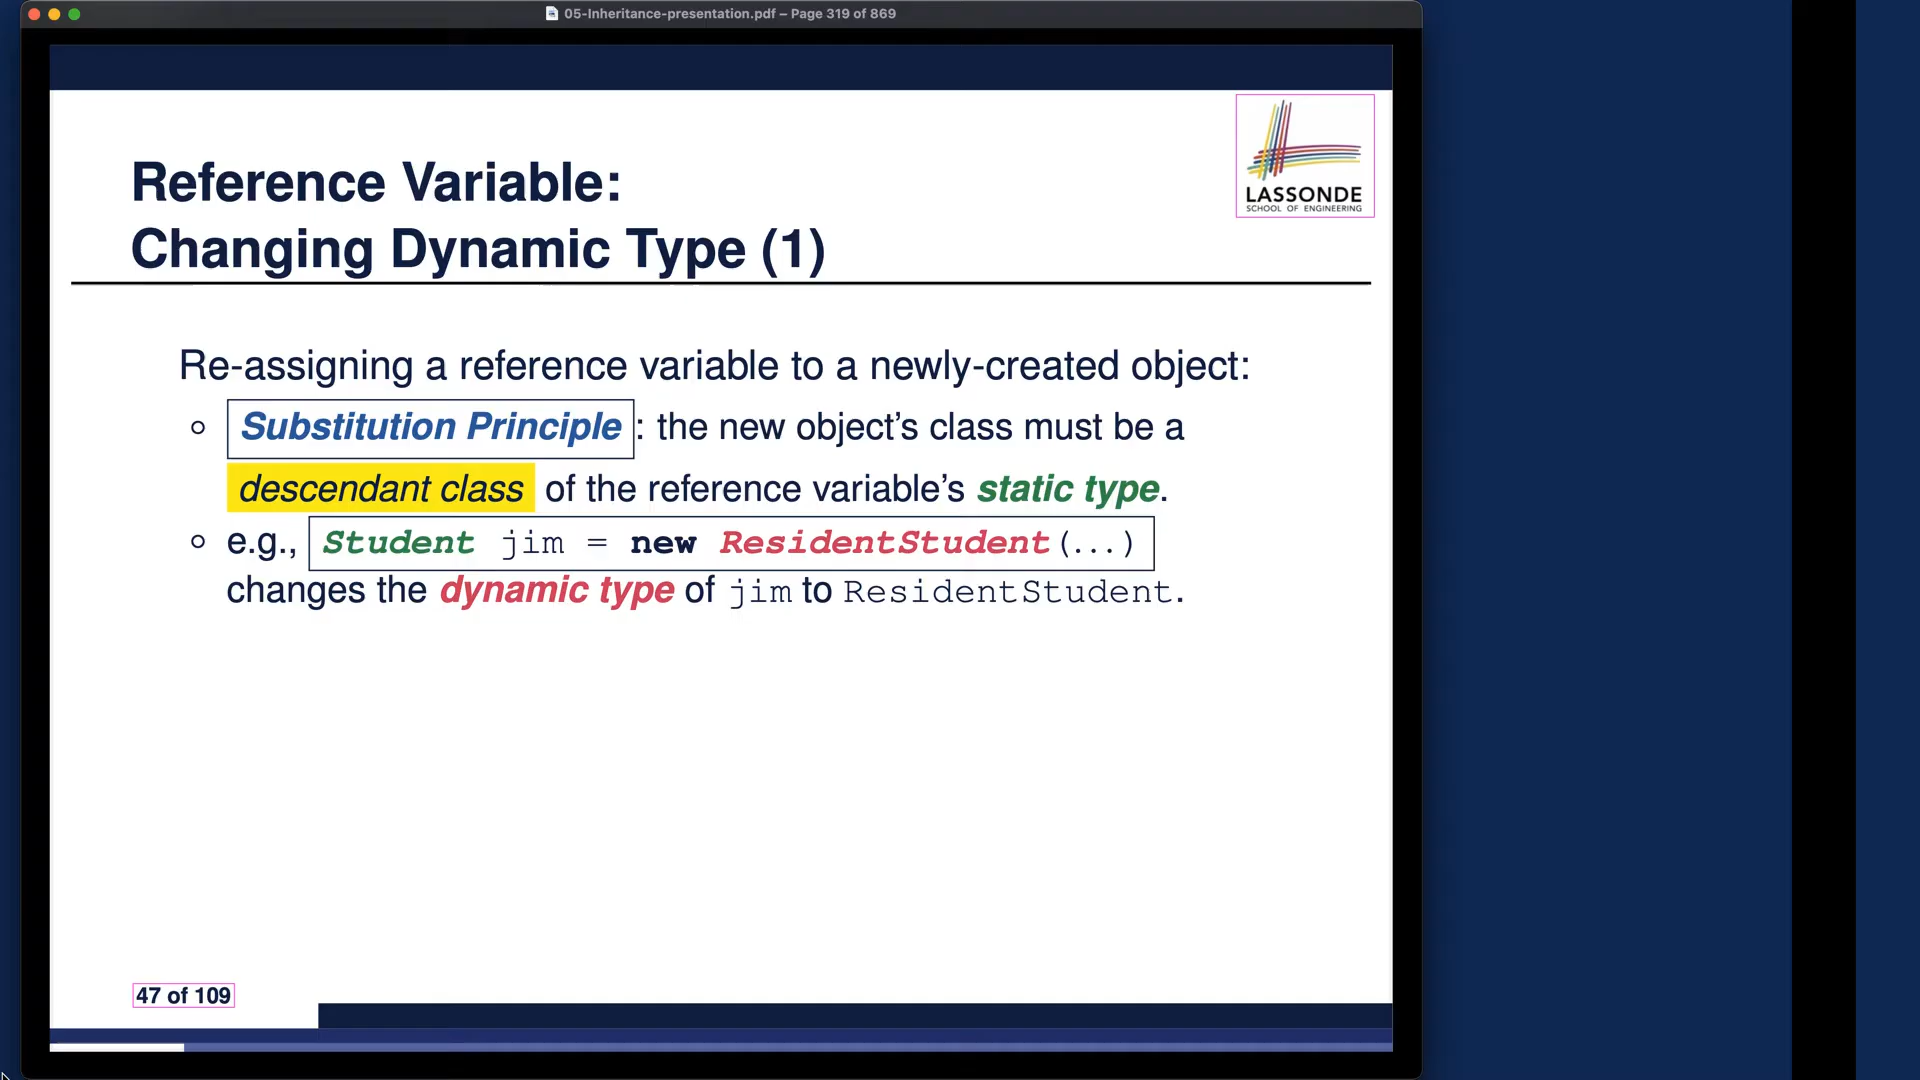 05-Inheritance-presentation.pdf – Page 319 of 869
LASSONDE
SCHOOL OF ENGINEERING
Reference Variable:
Changing Dynamic Type (1)
Re-assigning a reference variable to a newly-created object:
Substitution Principle : the new object's class must be a
descendant class of the reference variable's static type.
e.g., Student jim = new ResidentStudent(...)
changes the dynamic type of jim to ResidentStudent.
47 of 109